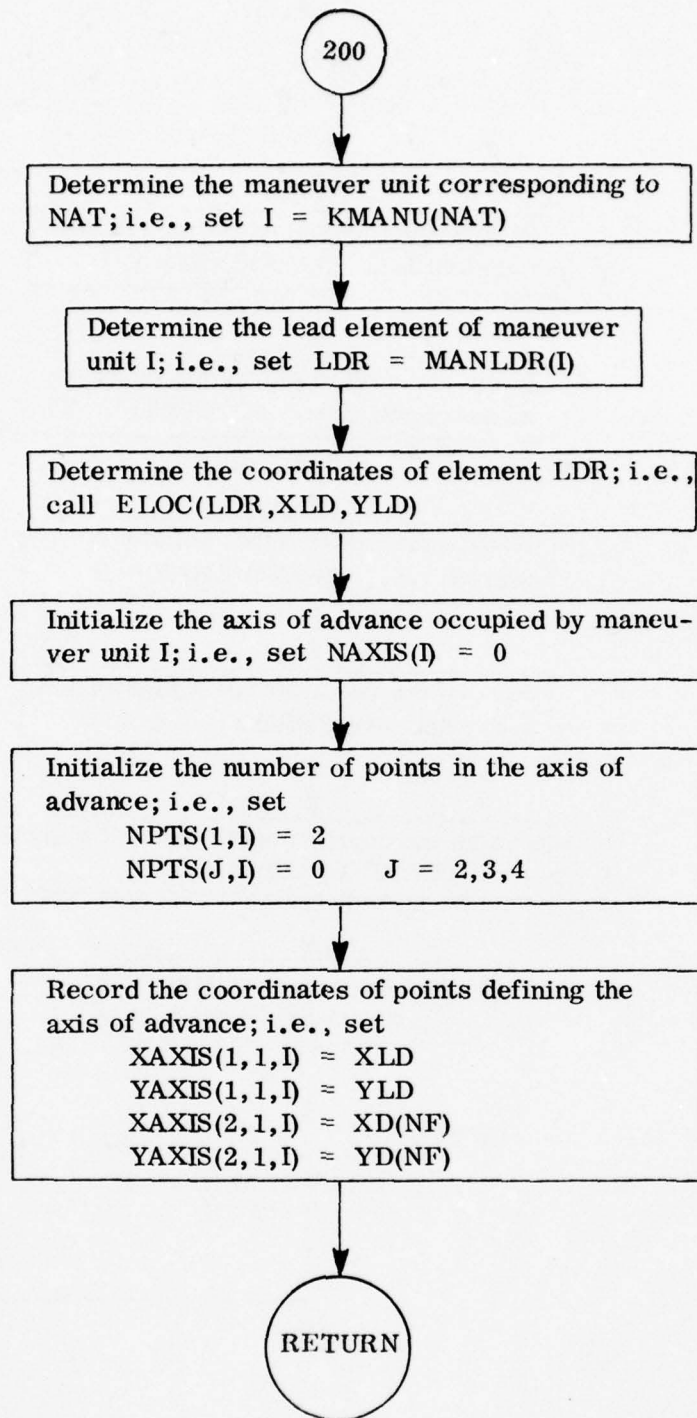 200
Determine the maneuver unit corresponding to
NAT; i.e., set I = KMANU(NAT)
Determine the lead element of maneuver
unit I; i.e., set LDR = MANLDR(I)
Determine the coordinates of element LDR; i.e.,
call ELOC(LDR,XLD,YLD)
Initialize the axis of advance occupied by maneu-
ver unit I; i.e., set NAXIS(I) = 0
Initialize the number of points in the axis of
advance; i.e., set
NPTS(1,I) = 2
NPTS(J,I) = 0 J = 2,3,4
Record the coordinates of points defining the
axis of advance; i.e., set
XAXIS(1,1,I) = XLD
YAXIS(1,1,I) = YLD
XAXIS(2,1,I) = XD(NF)
YAXIS(2,1,I) = YD(NF)
RETURN